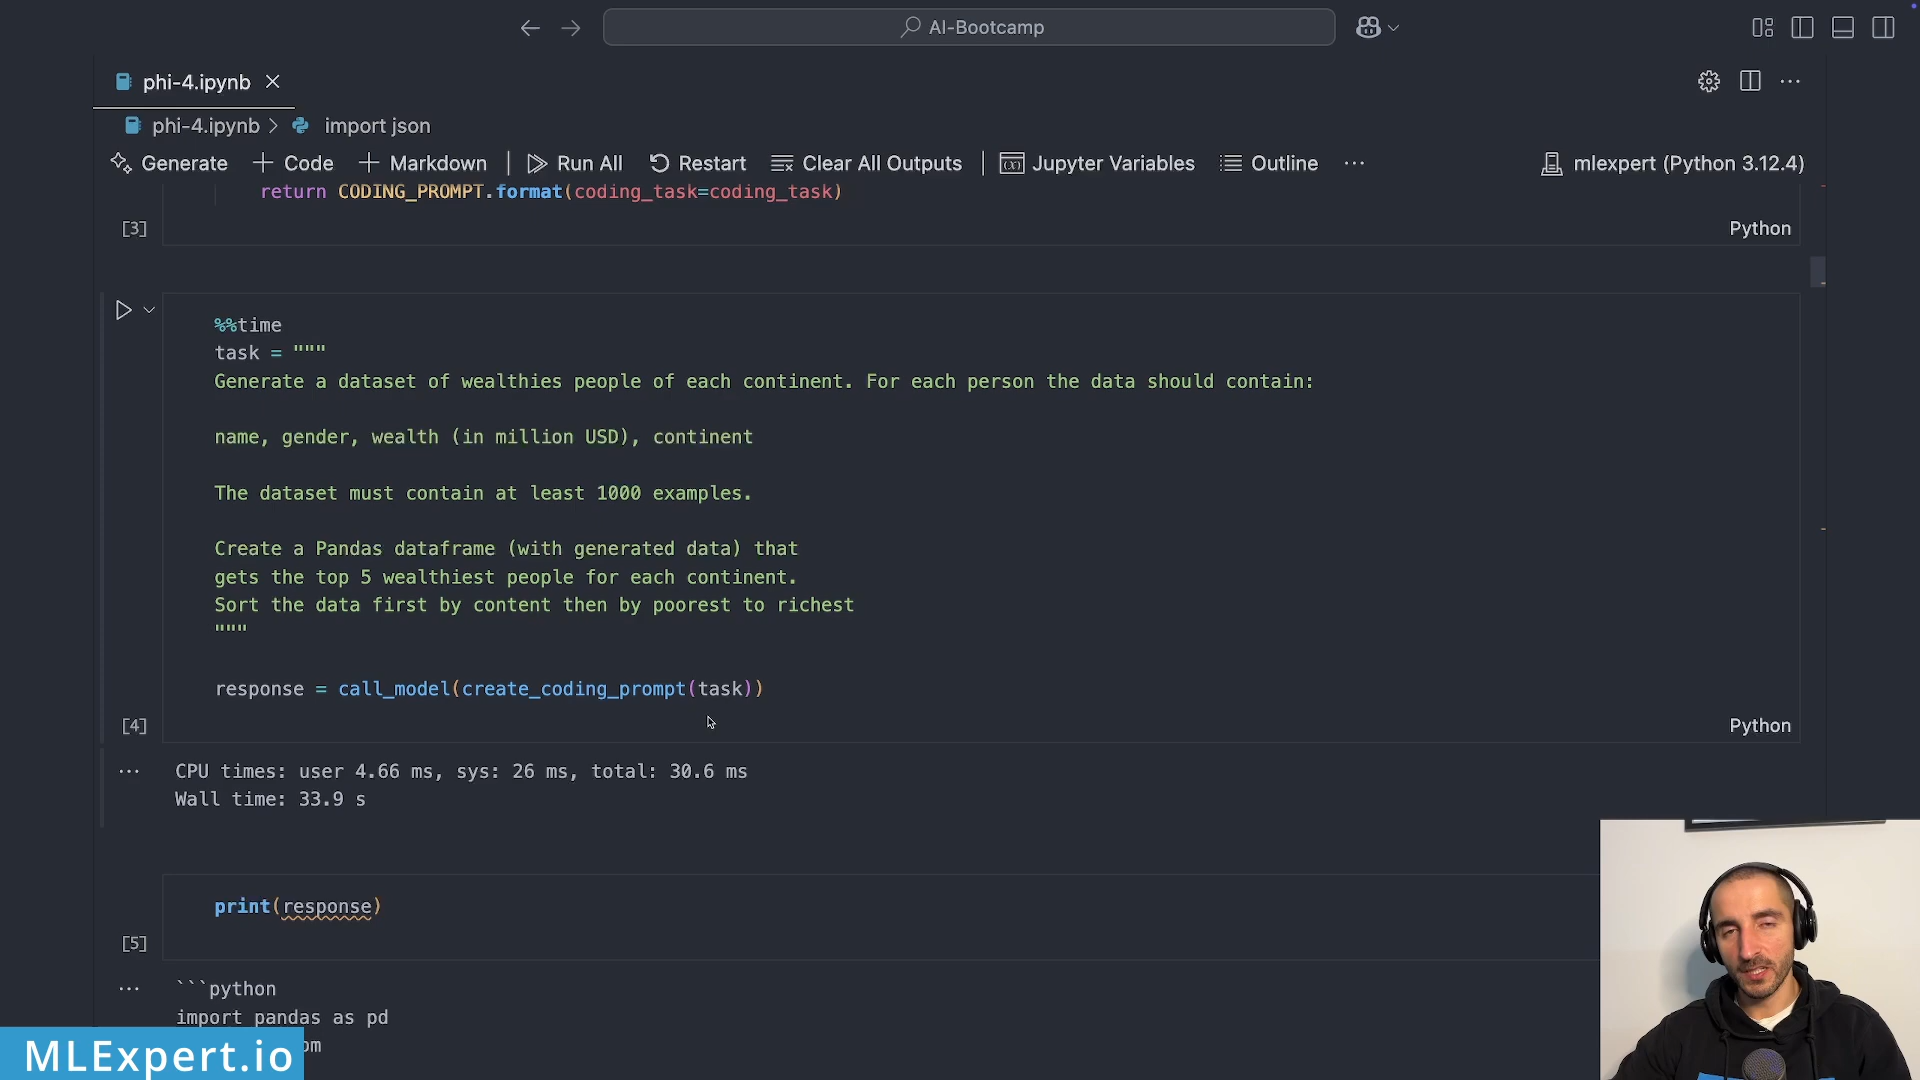 AI-Bootcamp
phi-4.ipynb
phi-4.ipynb > import json
Generate + Code + Markdown | Run All Restart Clear All Outputs | Jupyter Variables Outline ··· mlexpert (Python 3.12.4)
return CODING_PROMPT.format(coding_task=coding_task)
[3] Python
%%time
task = """
Generate a dataset of wealthies people of each continent. For each person the data should contain:
name, gender, wealth (in million USD), continent
The dataset must contain at least 1000 examples.
Create a Pandas dataframe (with generated data) that
gets the top 5 wealthiest people for each continent.
Sort the data first by content then by poorest to richest
"""
response = call_model(create_coding_prompt(task))
[4] Python
CPU times: user 4.66 ms, sys: 26 ms, total: 30.6 ms
Wall time: 33.9 s
print(response)
[5]
```python
import pandas as pd
om
MLExpert.io